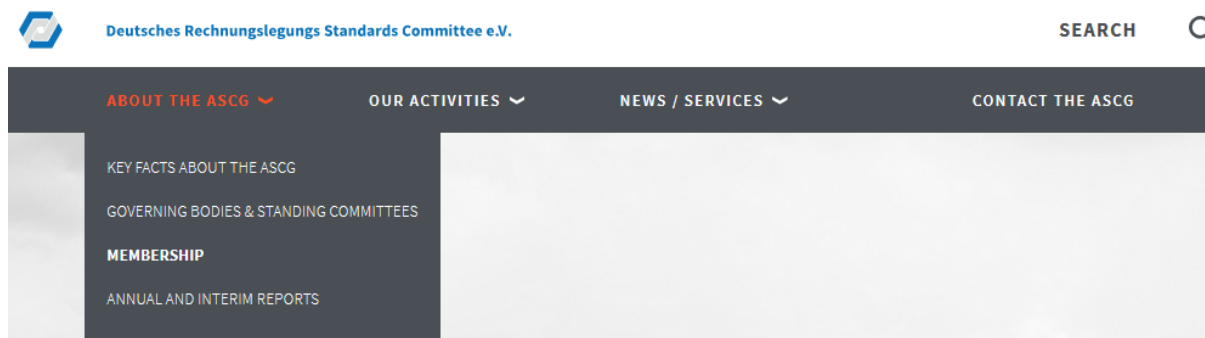 Deutsches Rechnungslegungs Standards Committee e.V.
SEARCH
ABOUT THE ASCG
OUR ACTIVITIES
NEWS / SERVICES
CONTACT THE ASCG
KEY FACTS ABOUT THE ASCG
GOVERNING BODIES & STANDING COMMITTEES
MEMBERSHIP
ANNUAL AND INTERIM REPORTS